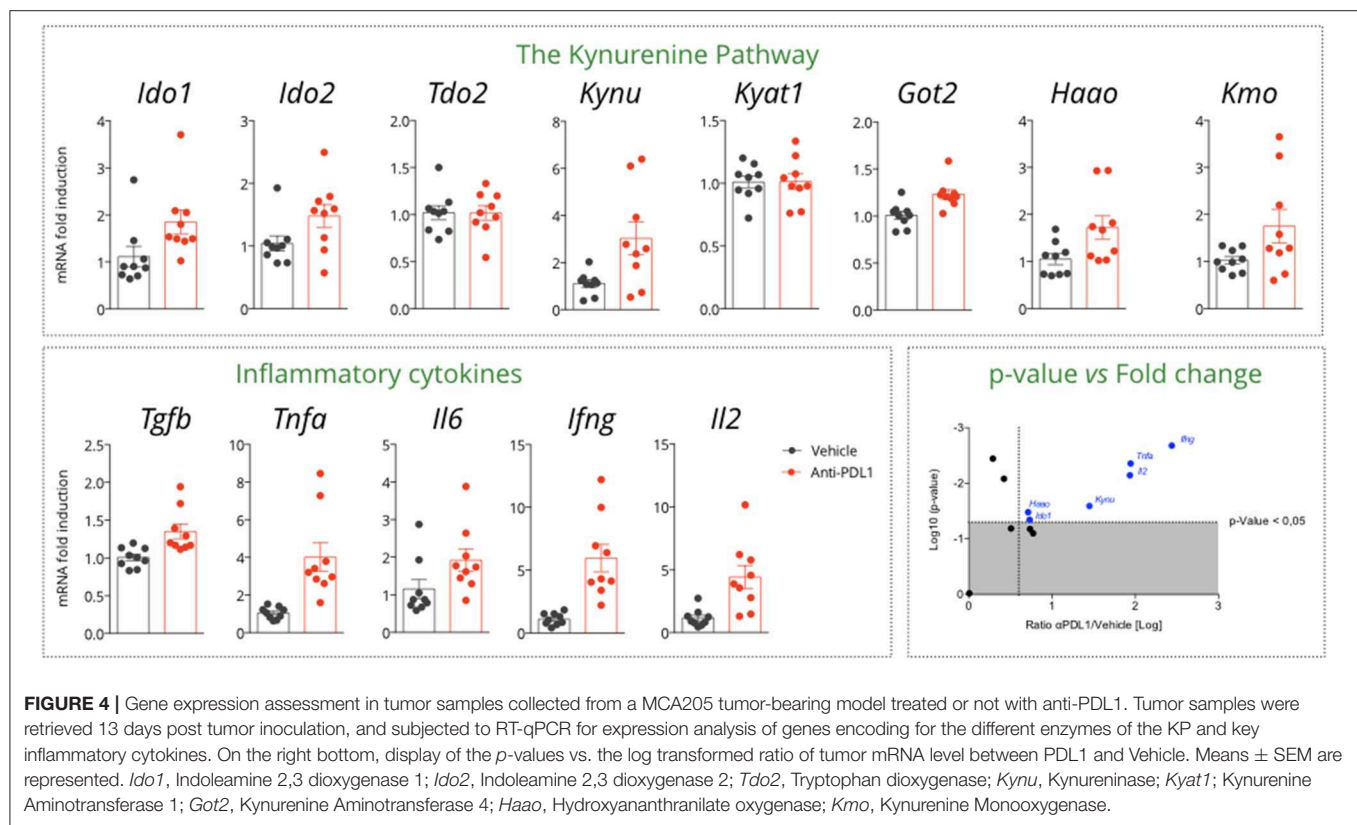 The Kynurenine Pathway
Ido1 Ido2 Tdo2 Kynu Kyat1 Got2 Haao Kmo
mRNA fold induction
4 3 2 1 0
3 2 1 0
2.0 1.5 1.0 0.5 0.0
8 6 4 2 0
1.5 1.0 0.5 0.0
2.0 1.5 1.0 0.5 0.0
4 3 2 1 0
4 3 2 1 0
Inflammatory cytokines
Tgfb Tnfa Il6 Ifng Il2
mRNA fold induction
2.5 2.0 1.5 1.0 0.5 0.0
10 8 6 4 2 0
5 4 3 2 1 0
15 10 5 0
15 10 5 0
Vehicle
Anti-PDL1
p-value vs Fold change
Log10 (p-value)
-3 -2 -1 0
Ifng
Tnfa
Il2
Kynu
Haao
Ido1
p-Value < 0,05
0 1 2 3
Ratio αPDL1/Vehicle [Log]
FIGURE 4 | Gene expression assessment in tumor samples collected from a MCA205 tumor-bearing model treated or not with anti-PDL1. Tumor samples were
retrieved 13 days post tumor inoculation, and subjected to RT-qPCR for expression analysis of genes encoding for the different enzymes of the KP and key
inflammatory cytokines. On the right bottom, display of the p-values vs. the log transformed ratio of tumor mRNA level between PDL1 and Vehicle. Means ± SEM are
represented. Ido1, Indoleamine 2,3 dioxygenase 1; Ido2, Indoleamine 2,3 dioxygenase 2; Tdo2, Tryptophan dioxygenase; Kynu, Kynureninase; Kyat1; Kynurenine
Aminotransferase 1; Got2, Kynurenine Aminotransferase 4; Haao, Hydroxyananthranilate oxygenase; Kmo, Kynurenine Monooxygenase.